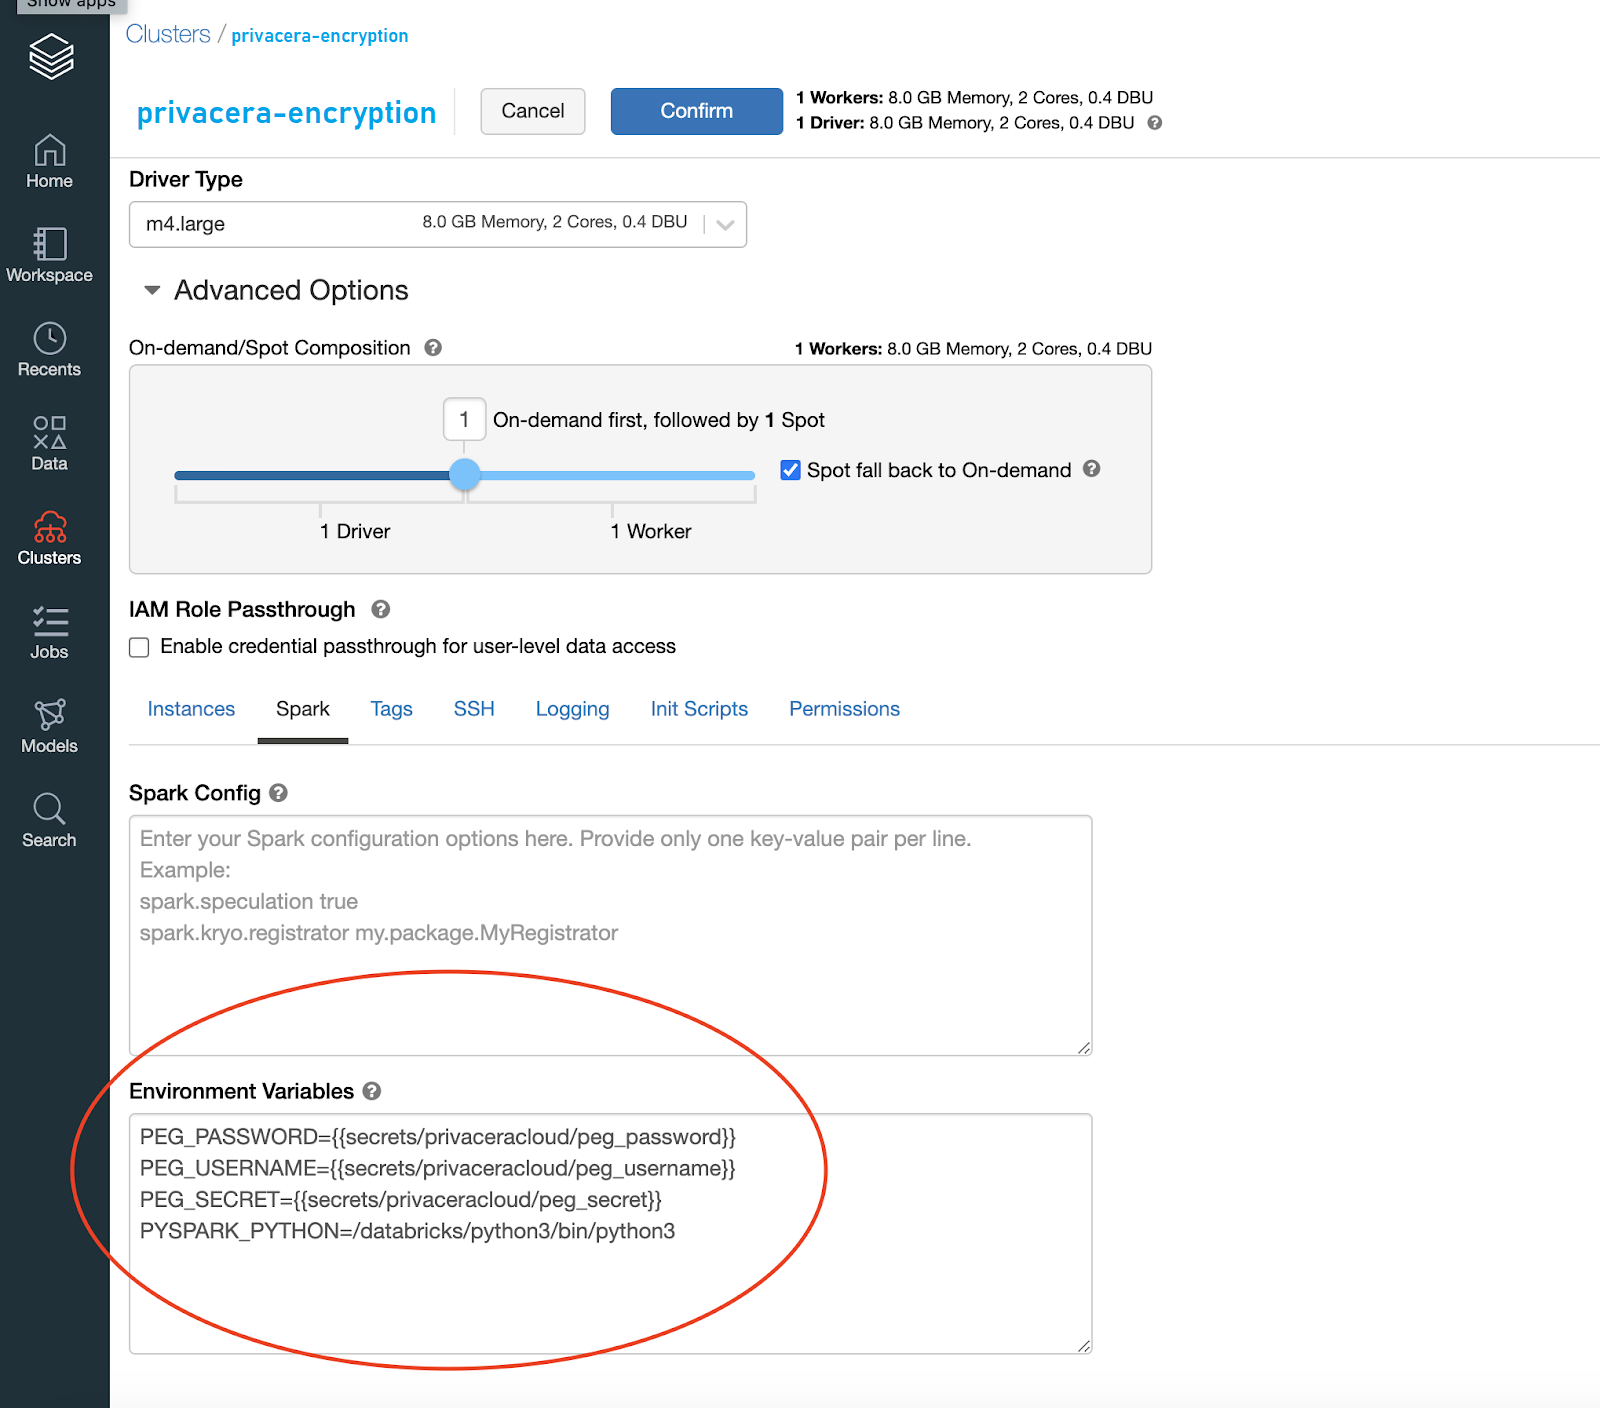 Show apps
Clusters / privacera-encryption
privacera-encryption
Cancel
Confirm
1 Workers: 8.0 GB Memory, 2 Cores, 0.4 DBU
1 Driver: 8.0 GB Memory, 2 Cores, 0.4 DBU ?
Home
Workspace
Recents
Data
Clusters
Jobs
Models
Search
Driver Type
m4.large 8.0 GB Memory, 2 Cores, 0.4 DBU
Advanced Options
On-demand/Spot Composition ?
1 Workers: 8.0 GB Memory, 2 Cores, 0.4 DBU
1 On-demand first, followed by 1 Spot
Spot fall back to On-demand ?
1 Driver
1 Worker
IAM Role Passthrough ?
Enable credential passthrough for user-level data access
Instances Spark Tags SSH Logging Init Scripts Permissions
Spark Config ?
Enter your Spark configuration options here. Provide only one key-value pair per line.
Example:
spark.speculation true
spark.kryo.registrator my.package.MyRegistrator
Environment Variables ?
PEG_PASSWORD={{secrets/privaceracloud/peg_password}}
PEG_USERNAME={{secrets/privaceracloud/peg_username}}
PEG_SECRET={{secrets/privaceracloud/peg_secret}}
PYSPARK_PYTHON=/databricks/python3/bin/python3